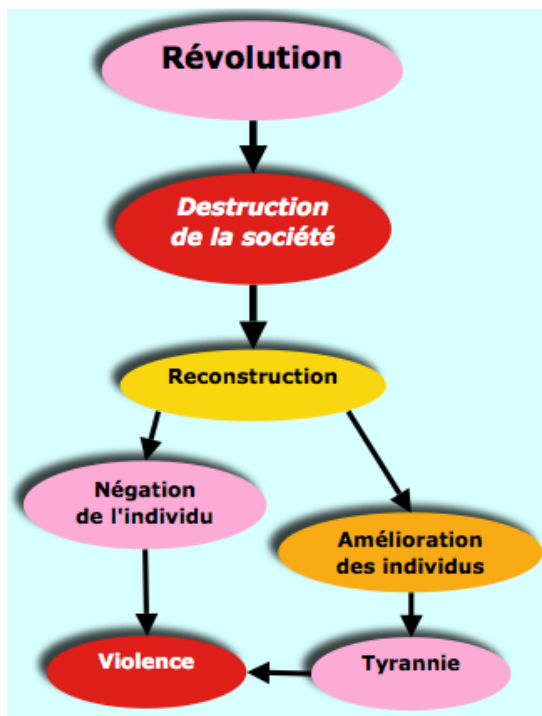 Révolution
Destruction
de la société
Reconstruction
Négation
de l'individu
Amélioration
des individus
Violence
Tyrannie